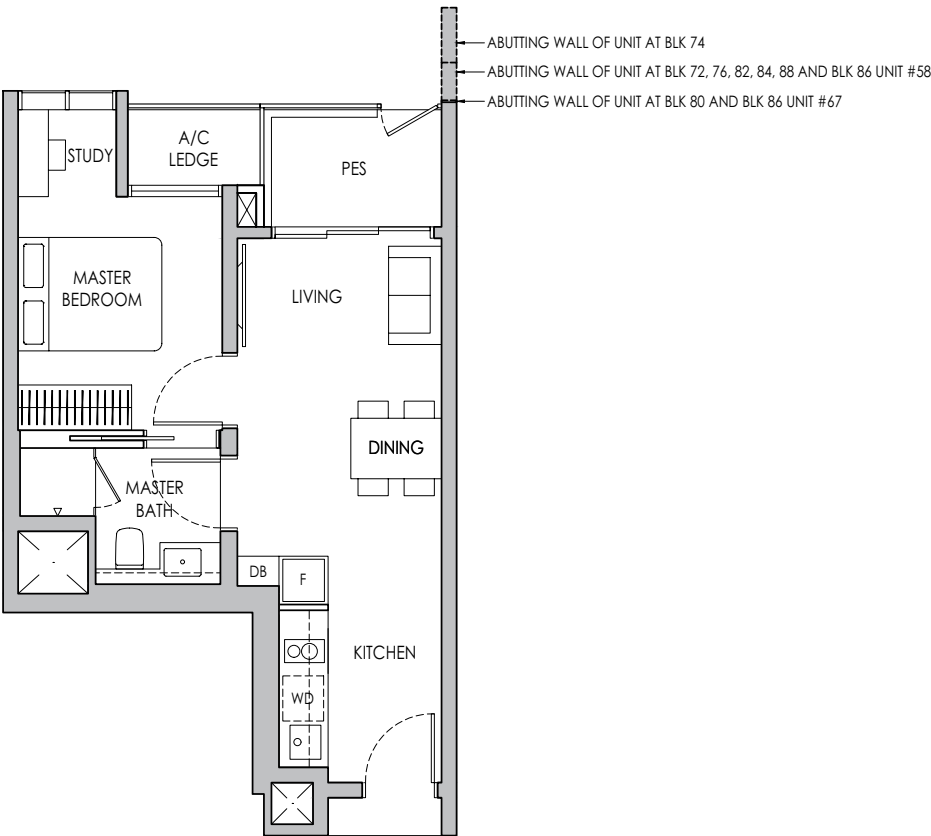 ABUTTING WALL OF UNIT AT BLK 74
ABUTTING WALL OF UNIT AT BLK 72, 76, 82, 84, 88 AND BLK 86 UNIT #58
ABUTTING WALL OF UNIT AT BLK 80 AND BLK 86 UNIT #67
STUDY
A/C
LEDGE
PES
MASTER
BEDROOM
LIVING
DINING
MASTER
BATH
DB
F
KITCHEN
WD